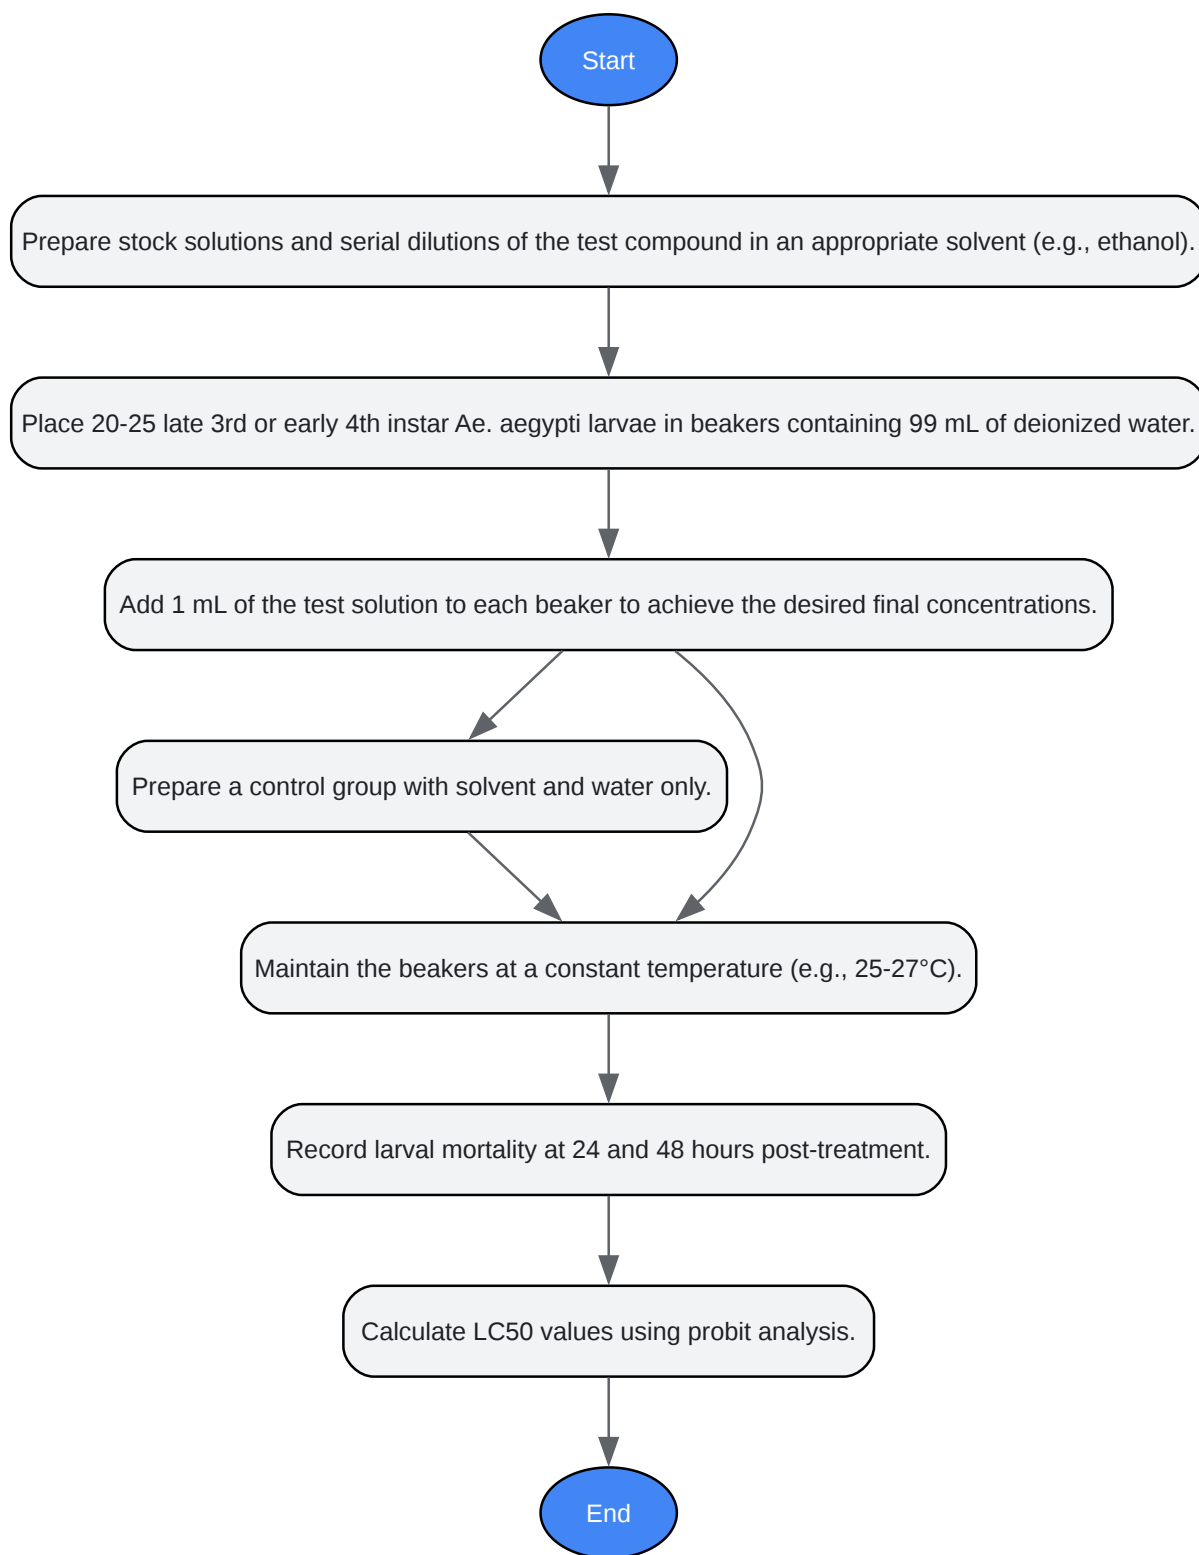 Start
Prepare stock solutions and serial dilutions of the test compound in an appropriate solvent (e.g., ethanol).
Place 20-25 late 3rd or early 4th instar Ae. aegypti larvae in beakers containing 99 mL of deionized water.
Add 1 mL of the test solution to each beaker to achieve the desired final concentrations.
Prepare a control group with solvent and water only.
Maintain the beakers at a constant temperature (e.g., 25-27°C).
Record larval mortality at 24 and 48 hours post-treatment.
Calculate LC50 values using probit analysis.
End